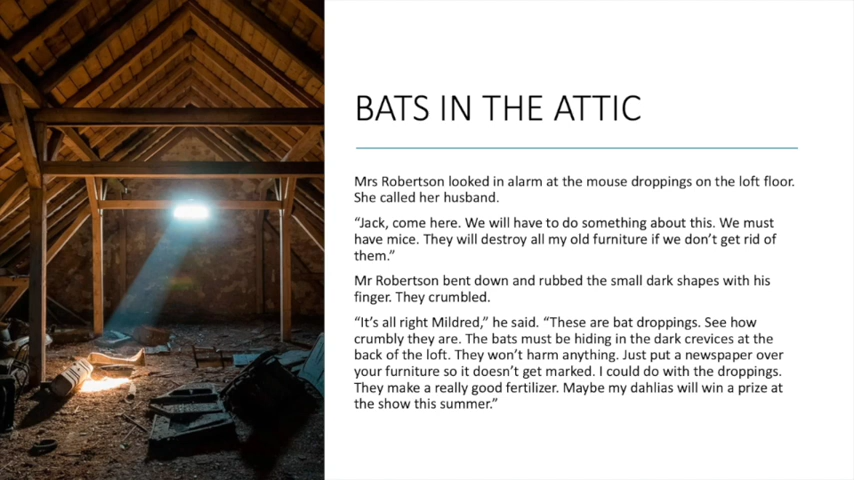 BATS IN THE ATTIC
Mrs Robertson looked in alarm at the mouse droppings on the loft floor.
She called her husband.
“Jack, come here. We will have to do something about this. We must
have mice. They will destroy all my old furniture if we don’t get rid of
them.”
Mr Robertson bent down and rubbed the small dark shapes with his
finger. They crumbled.
“It’s all right Mildred,” he said. “These are bat droppings. See how
crumbly they are. The bats must be hiding in the dark crevices at the
back of the loft. They won’t harm anything. Just put a newspaper over
your furniture so it doesn’t get marked. I could do with the droppings.
They make a really good fertilizer. Maybe my dahlias will win a prize at
the show this summer.”